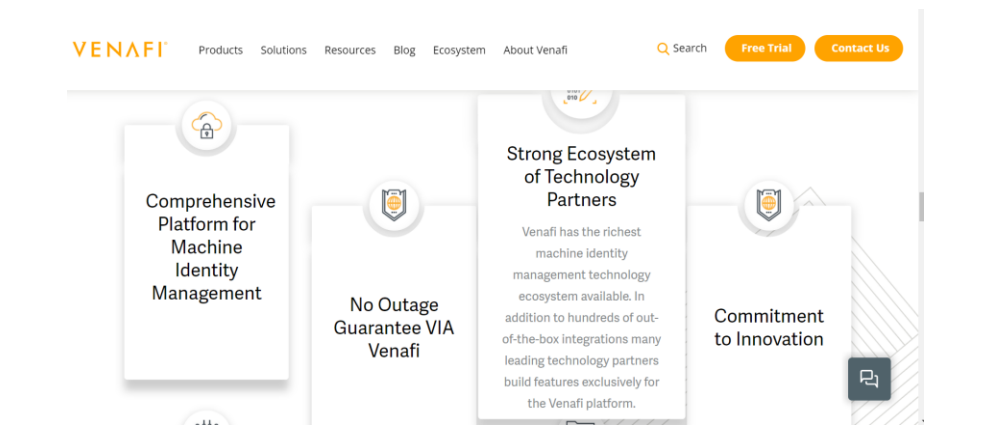 VENAFI
Products Solutions Resources Blog Ecosystem About Venafi Search Free Trial Contact Us
Comprehensive
Platform for
Machine
Identity
Management
No Outage
Guarantee VIA
Venafi
010
Strong Ecosystem
of Technology
Partners
Venafi has the richest
machine identity
management technology
ecosystem available. In
addition to hundreds of out-
of-the-box integrations many
leading technology partners
build features exclusively for
the Venafi platform.
Commitment
to Innovation